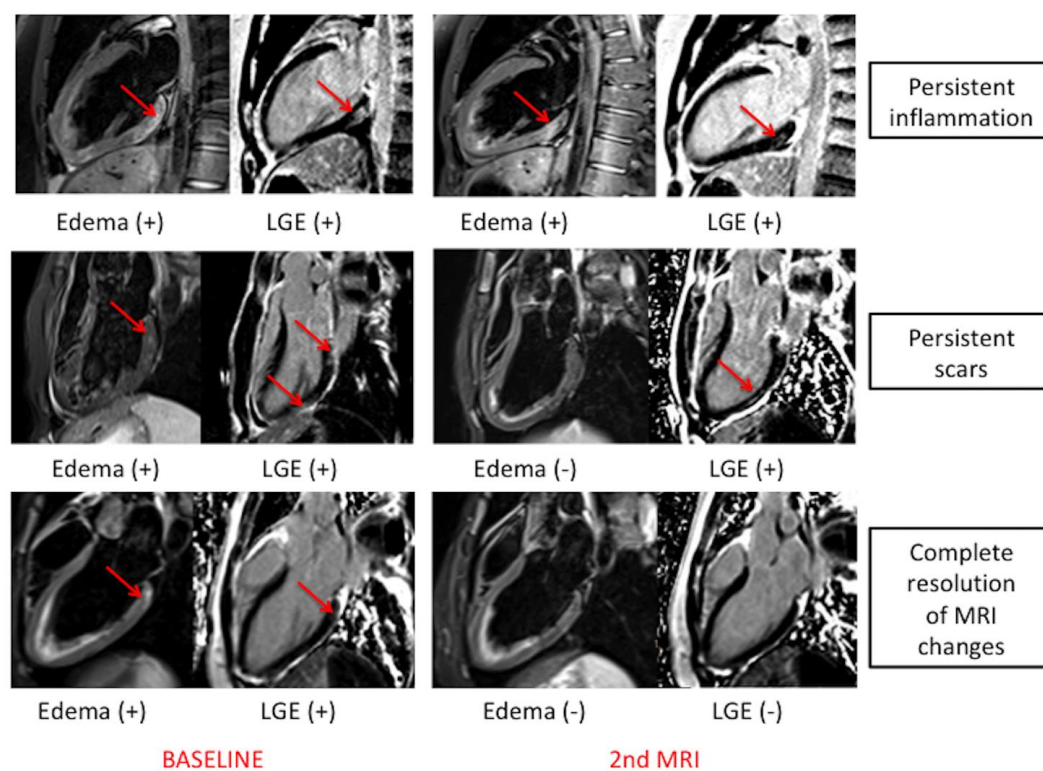 Persistent
inflammation
Edema (+) LGE (+) Edema (+) LGE (+)
Persistent
scars
Edema (+) LGE (+) Edema (-) LGE (+)
Complete
resolution
of MRI
changes
Edema (+) LGE (+) Edema (-) LGE (-)
BASELINE 2nd MRI